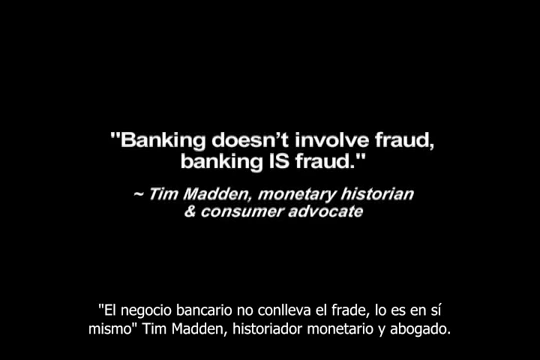 "Banking doesn't involve fraud,
banking IS fraud."
~ Tim Madden, monetary historian
& consumer advocate
"El negocio bancario no conlleva el frade, lo es en sí
mismo" Tim Madden, historiador monetario y abogado.